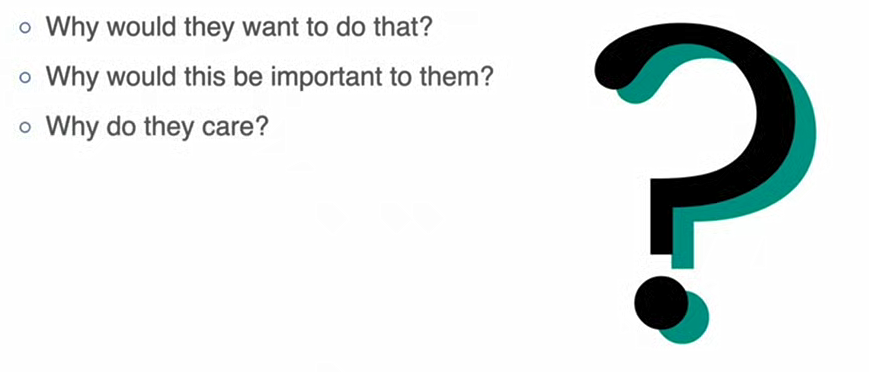 Why would they want to do that?
Why would this be important to them?
Why do they care?
?